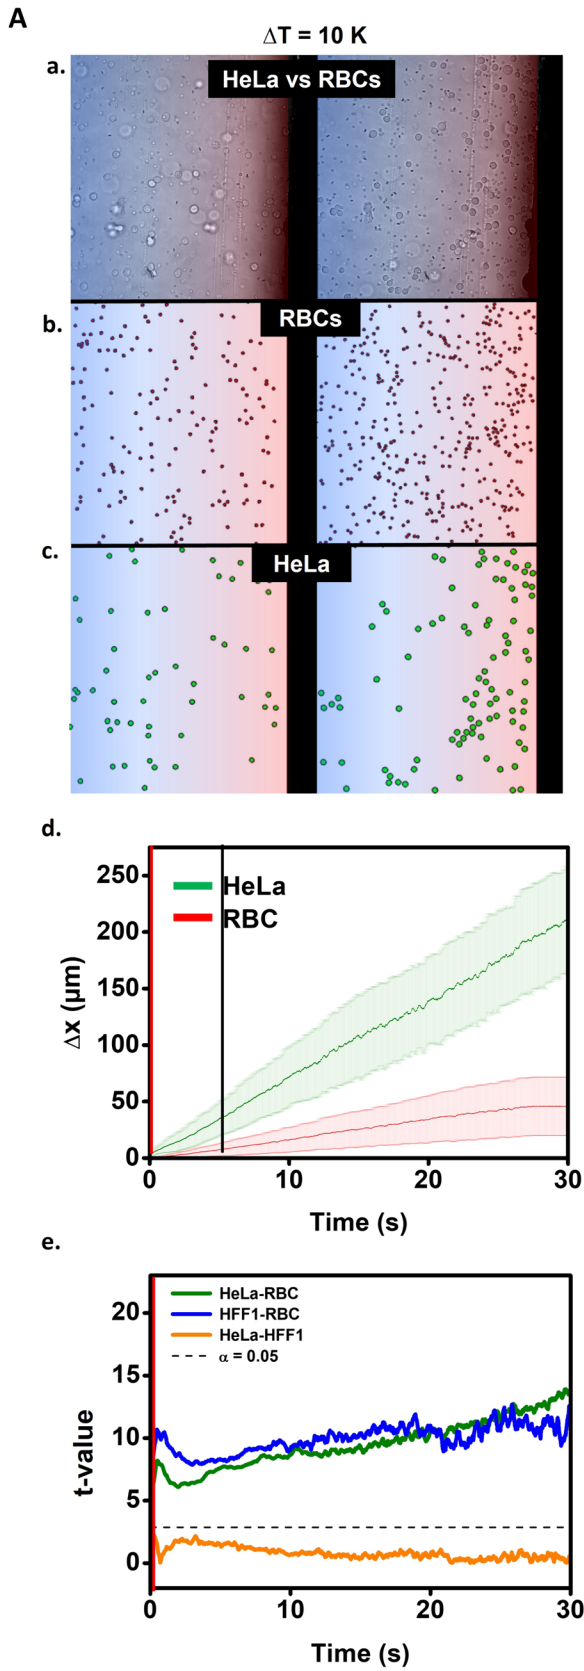 A
ΔT = 10 K
a.
HeLa vs RBCs
b.
RBCs
c.
HeLa
d.
250
200
150
100
50
0
Δx (µm)
HeLa
RBC
0 10 20 30
Time (s)
e.
20
15
10
5
0
t-value
HeLa-RBC
HFF1-RBC
HeLa-HFF1
α = 0.05
0 10 20 30
Time (s)